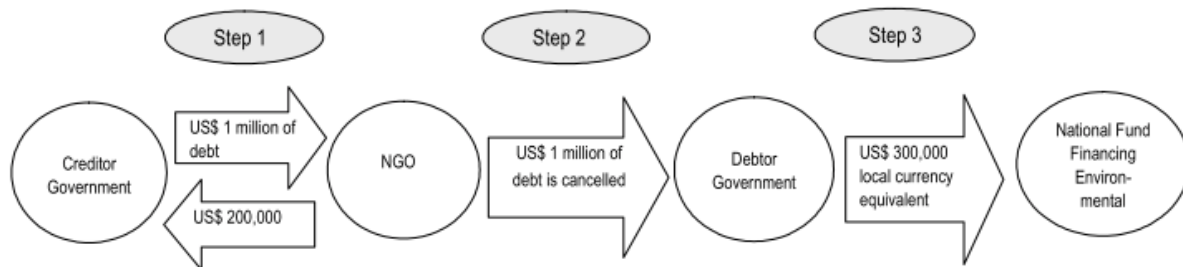 Step 1
Step 2
Step 3
Creditor
Government
US$ 1 million of
debt
US$ 200,000
NGO
US$ 1 million of
debt is cancelled
Debtor
Government
US$ 300,000
local currency
equivalent
National Fund
Financing
Environ-
mental